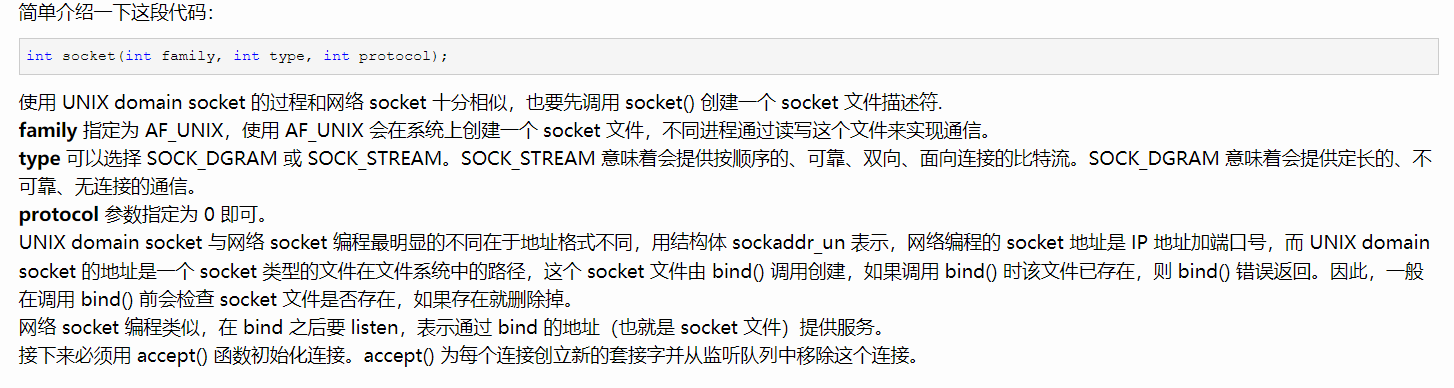 简单介绍一下这段代码：
int socket(int family, int type, int protocol);
使用 UNIX domain socket 的过程和网络 socket 十分相似，也要先调用 socket() 创建一个 socket 文件描述符.
family 指定为 AF_UNIX，使用 AF_UNIX 会在系统上创建一个 socket 文件，不同进程通过读写这个文件来实现通信。
type 可以选择 SOCK_DGRAM 或 SOCK_STREAM。SOCK_STREAM 意味着会提供按顺序的、可靠、双向、面向连接的比特流。SOCK_DGRAM 意味着会提供定长的、不
可靠、无连接的通信。
protocol 参数指定为 0 即可。
UNIX domain socket 与网络 socket 编程最明显的不同在于地址格式不同，用结构体 sockaddr_un 表示，网络编程的 socket 地址是 IP 地址加端口号，而 UNIX domain
socket 的地址是一个 socket 类型的文件在文件系统中的路径，这个 socket 文件由 bind() 调用创建，如果调用 bind() 时该文件已存在，则 bind() 错误返回。因此，一般
在调用 bind() 前会检查 socket 文件是否存在，如果存在就删除掉。
网络 socket 编程类似，在 bind 之后要 listen，表示通过 bind 的地址（也就是 socket 文件）提供服务。
接下来必须用 accept() 函数初始化连接。accept() 为每个连接创立新的套接字并从监听队列中移除这个连接。